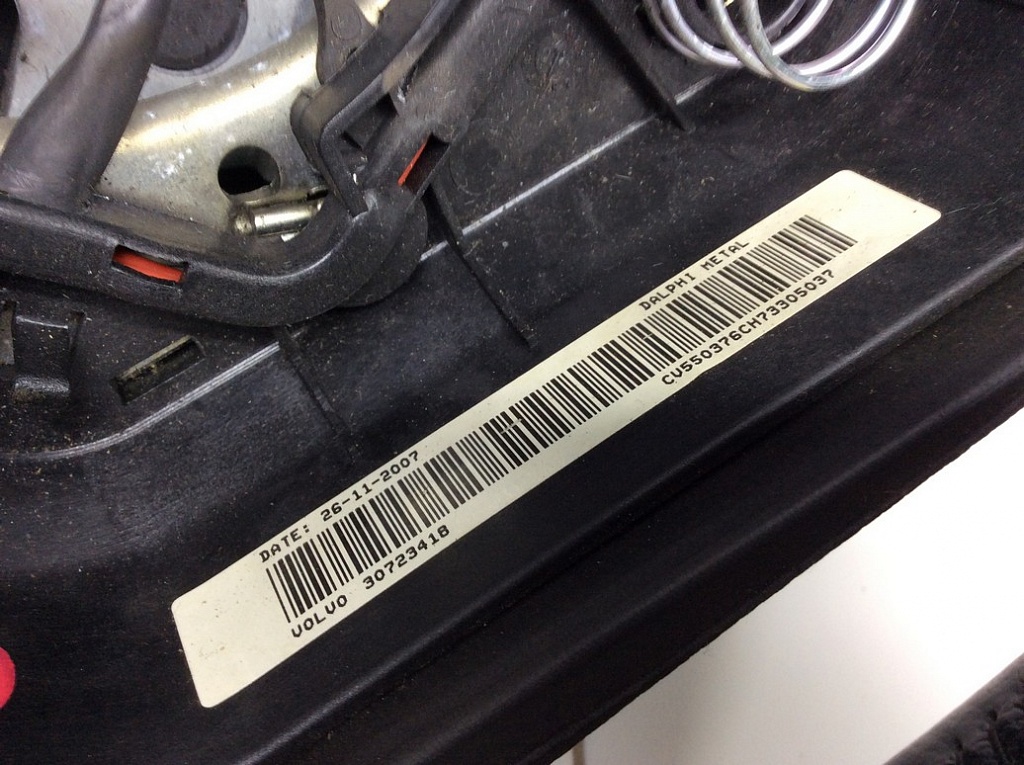 DATE: 26-11-2007
DALPHI METAL
VOLVO 30723418
CV550376CH73305037